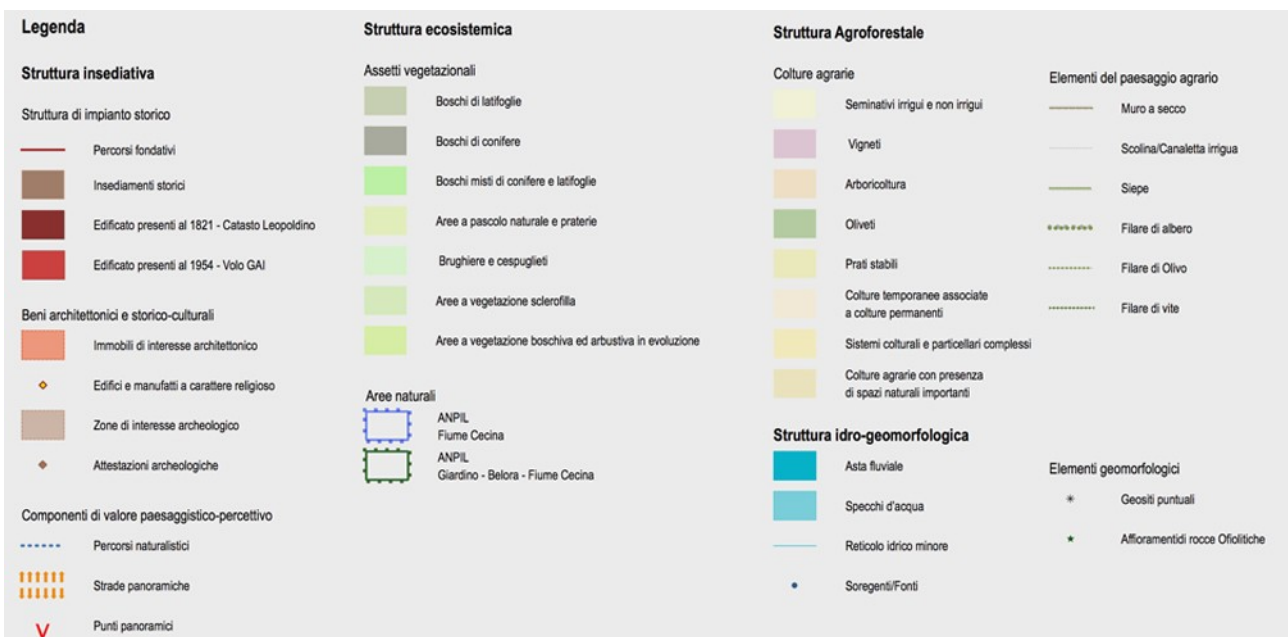 Legenda
Struttura insediativa
Struttura di impianto storico
Percorsi fondativi
Insediamenti storici
Edificato presenti al 1821 - Catasto Leopoldino
Edificato presenti al 1954 - Volo GAI
Beni architettonici e storico-culturali
Immobili di interesse architettonico
Edifici e manufatti a carattere religioso
Zone di interesse archeologico
Attestazioni archeologiche
Componenti di valore paesaggistico-percettivo
Percorsi naturalistici
Strade panoramiche
Punti panoramici
Struttura ecosistemica
Assetti vegetazionali
Boschi di latifoglie
Boschi di conifere
Boschi misti di conifere e latifoglie
Aree a pascolo naturale e praterie
Brughiere e cespuglieti
Aree a vegetazione sclerofilla
Aree a vegetazione boschiva ed arbustiva in evoluzione
Aree naturali
ANPIL
Fiume Cecina
ANPIL
Giardino - Belora - Fiume Cecina
Struttura Agroforestale
Colture agrarie
Seminativi irrigui e non irrigui
Vigneti
Arboricoltura
Oliveti
Prati stabili
Colture temporanee associate
a colture permanenti
Sistemi colturali e particellari complessi
Colture agrarie con presenza
di spazi naturali importanti
Elementi del paesaggio agrario
Muro a secco
Scolina/Canaletta irrigua
Siepe
Filare di albero
Filare di Olivo
Filare di vite
Struttura idro-geomorfologica
Asta fluviale
Specchi d'acqua
Reticolo idrico minore
Soregenti/Fonti
Elementi geomorfologici
Geositi puntuali
Affioramentidi rocce Ofiolitiche